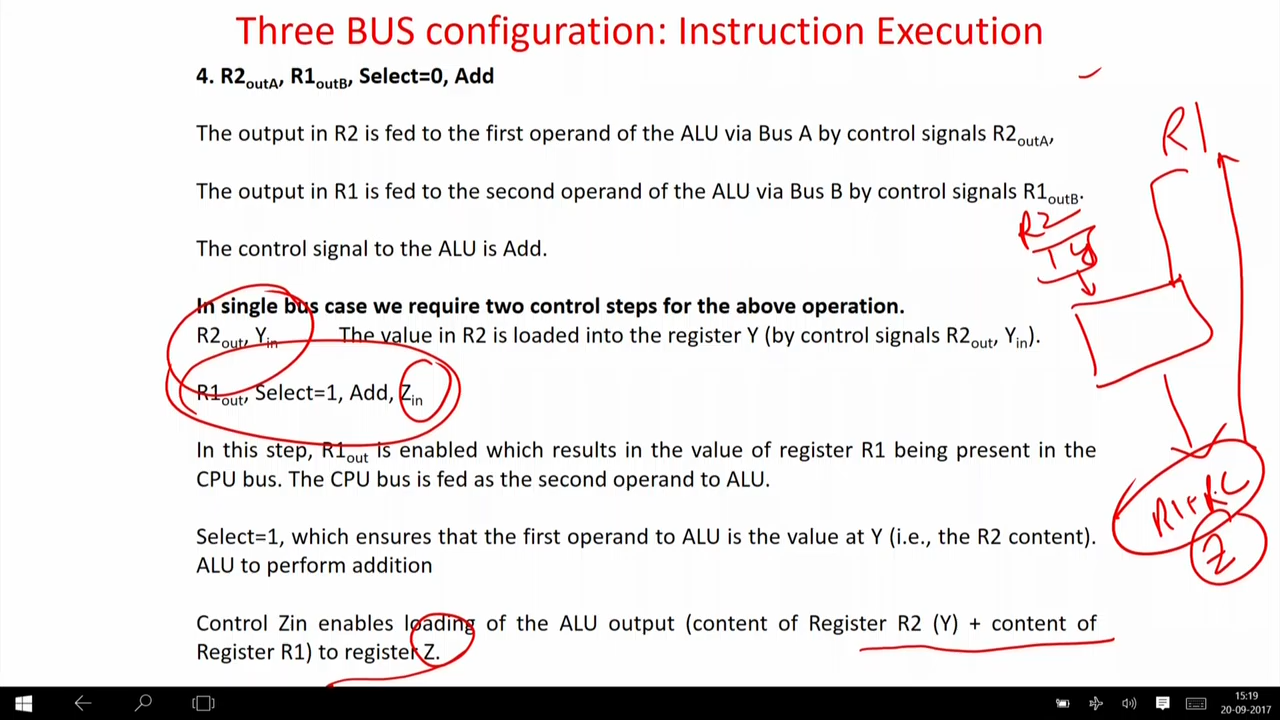 Three BUS configuration: Instruction Execution
4. R2outA, R1outB, Select=0, Add
The output in R2 is fed to the first operand of the ALU via Bus A by control signals R2outA,
The output in R1 is fed to the second operand of the ALU via Bus B by control signals R1outB.
The control signal to the ALU is Add.
In single bus case we require two control steps for the above operation.
R2out, Yin The value in R2 is loaded into the register Y (by control signals R2out, Yin).
R1out, Select=1, Add, Zin
In this step, R1out is enabled which results in the value of register R1 being present in the
CPU bus. The CPU bus is fed as the second operand to ALU.
Select=1, which ensures that the first operand to ALU is the value at Y (i.e., the R2 content).
ALU to perform addition
Control Zin enables loading of the ALU output (content of Register R2 (Y) + content of
Register R1) to register Z.
R1
R2
Z
15:19
20-09-2017